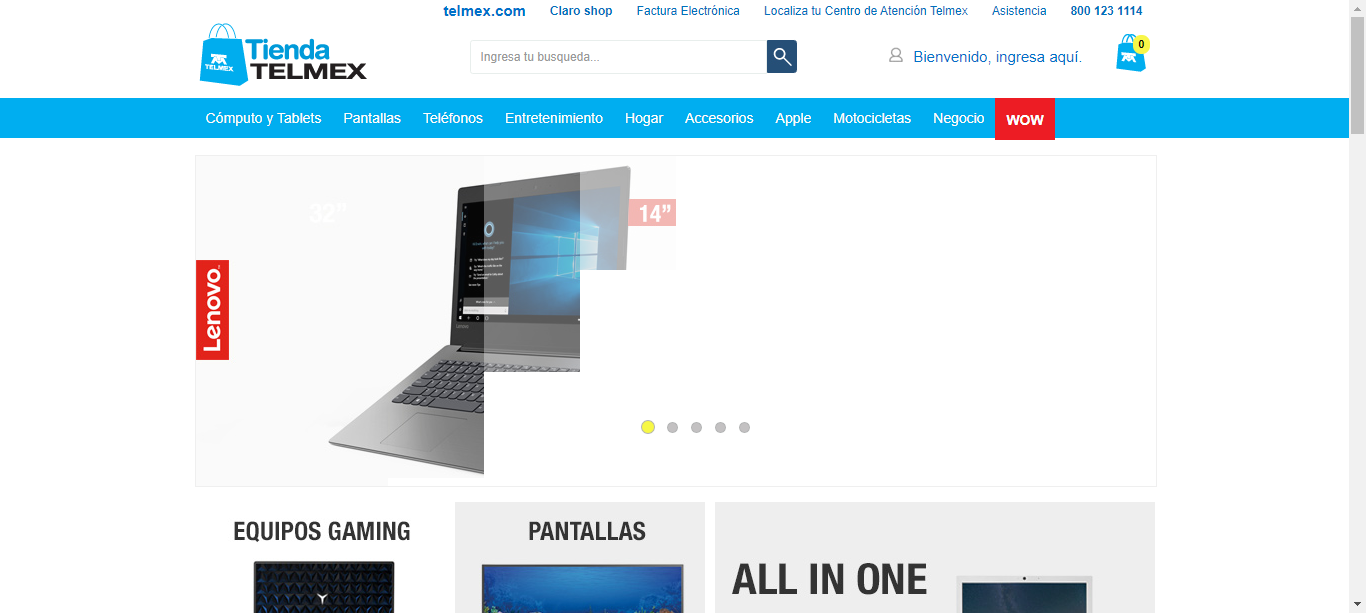 telmex.com Claro shop Factura Electrónica Localiza tu Centro de Atención Telmex Asistencia 800 123 1114
Tienda
TELMEX
TELMEX
Ingresa tu busqueda...
Bienvenido, ingresa aquí.
0
Cómputo y Tablets Pantallas Teléfonos Entretenimiento Hogar Accesorios Apple Motocicletas Negocio WOW
32”
14”
Lenovo
EQUIPOS GAMING
PANTALLAS
ALL IN ONE